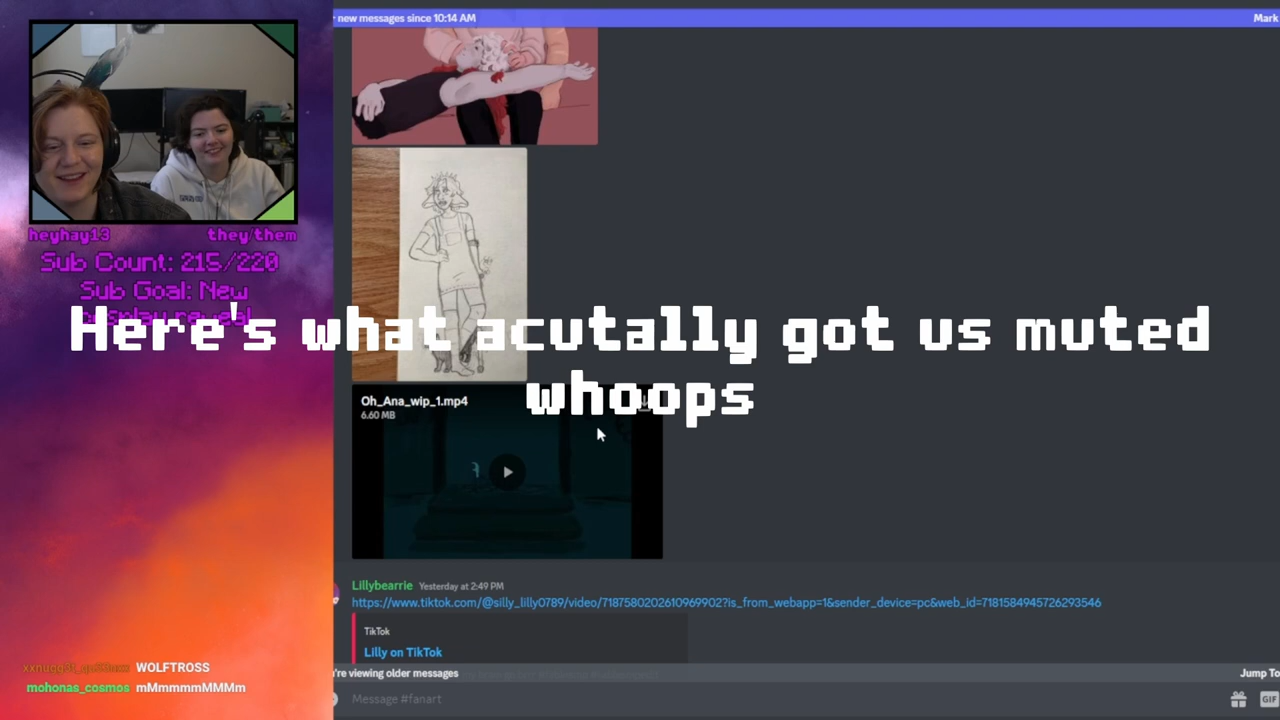 new messages since 10:14 AM
Mark
heyhay13
they/them
Sub Count: 215/220
Sub Goal: New
cosplay reveal
Here's what acutally got us muted
whoops
Oh_Ana_wip_1.mp4
6.60 MB
Lillybearrie Yesterday at 2:49 PM
https://www.tiktok.com/@silly_lilly0789/video/7187580202610969902?is_from_webapp=1&sender_device=pc&web_id=7181584945726293546
TikTok
Lilly on TikTok
're viewing older messages
Jump To
WOLFTROSS
mohonas_cosmos mMmmmmMMMm
Message #fanart
GIF